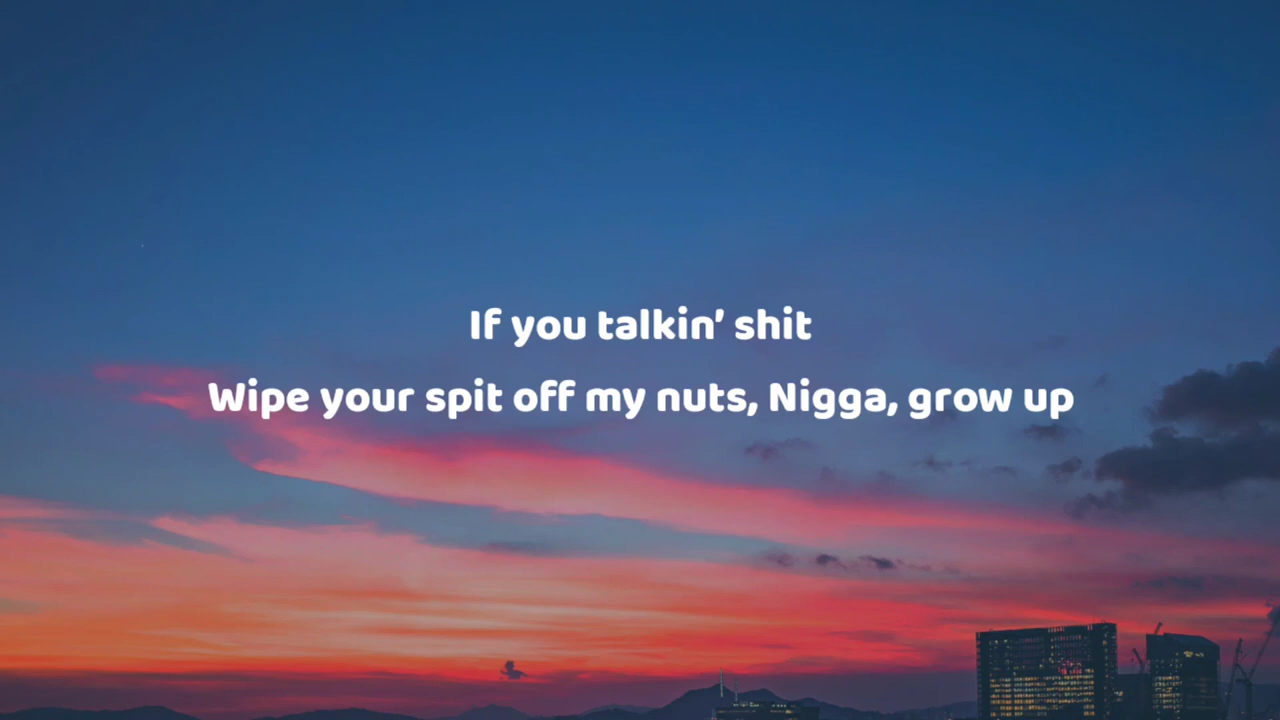 If you talkin’ shit
Wipe your spit off my nuts, Nigga, grow up